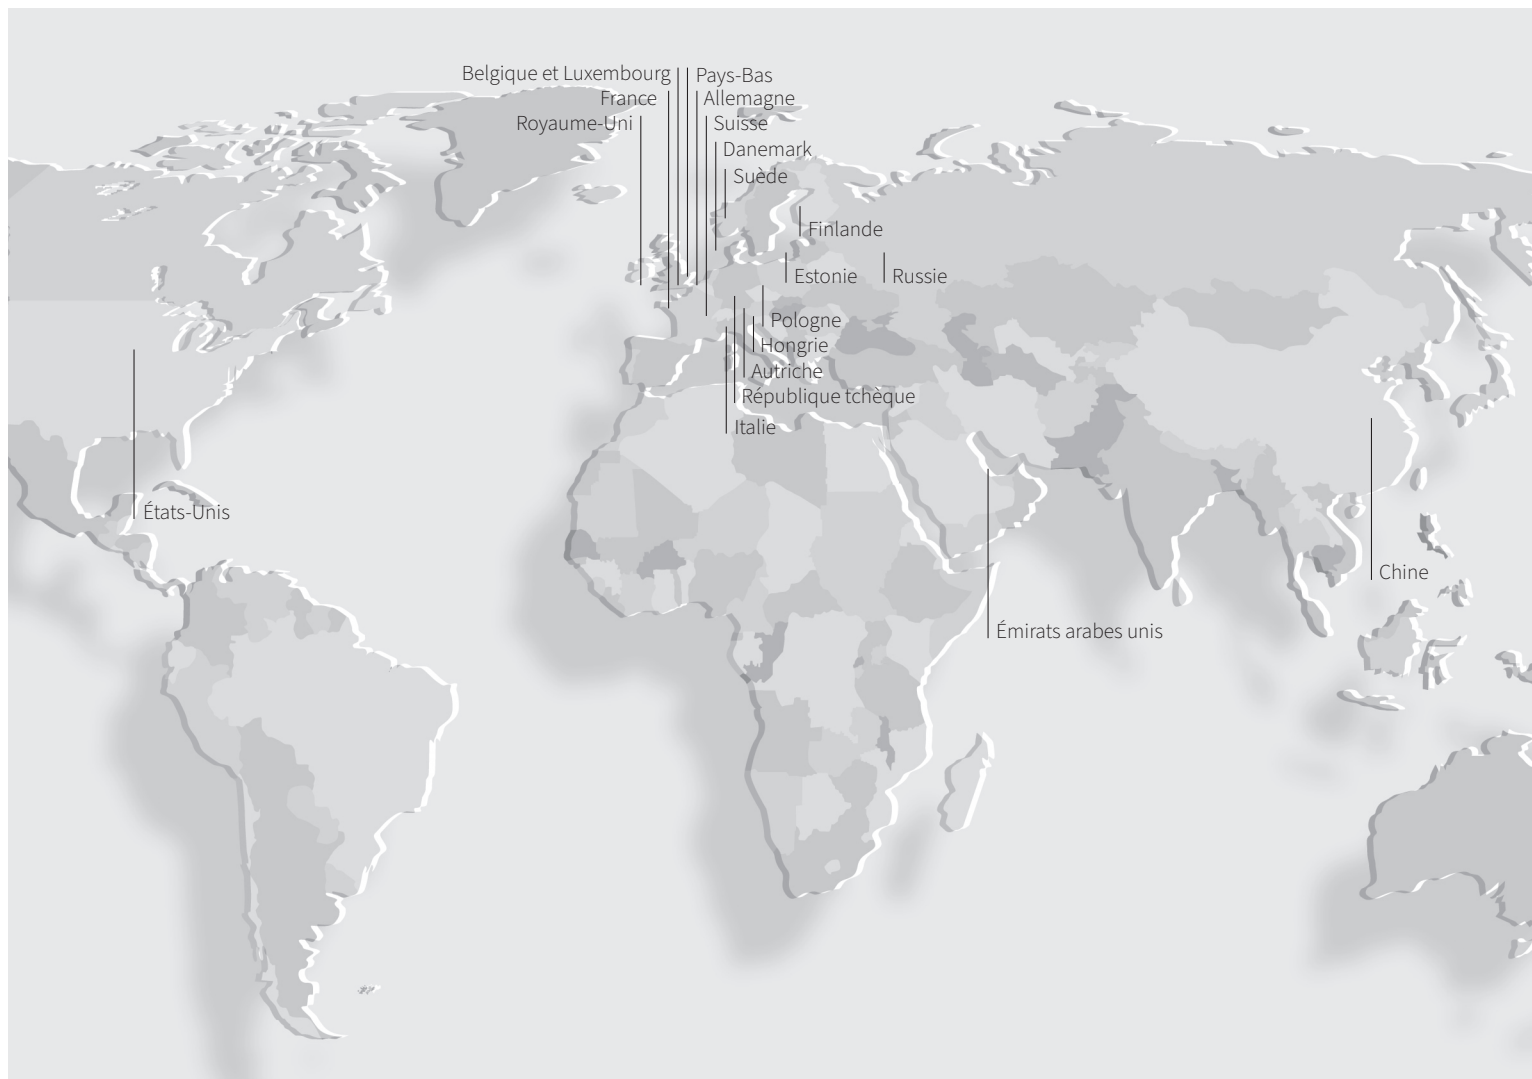 Belgique et Luxembourg
Pays-Bas
France
Allemagne
Royaume-Uni
Suisse
Danemark
Suède
Finlande
Estonie
Russie
Pologne
Hongrie
Autriche
République tchèque
Italie
États-Unis
Chine
Émirats arabes unis